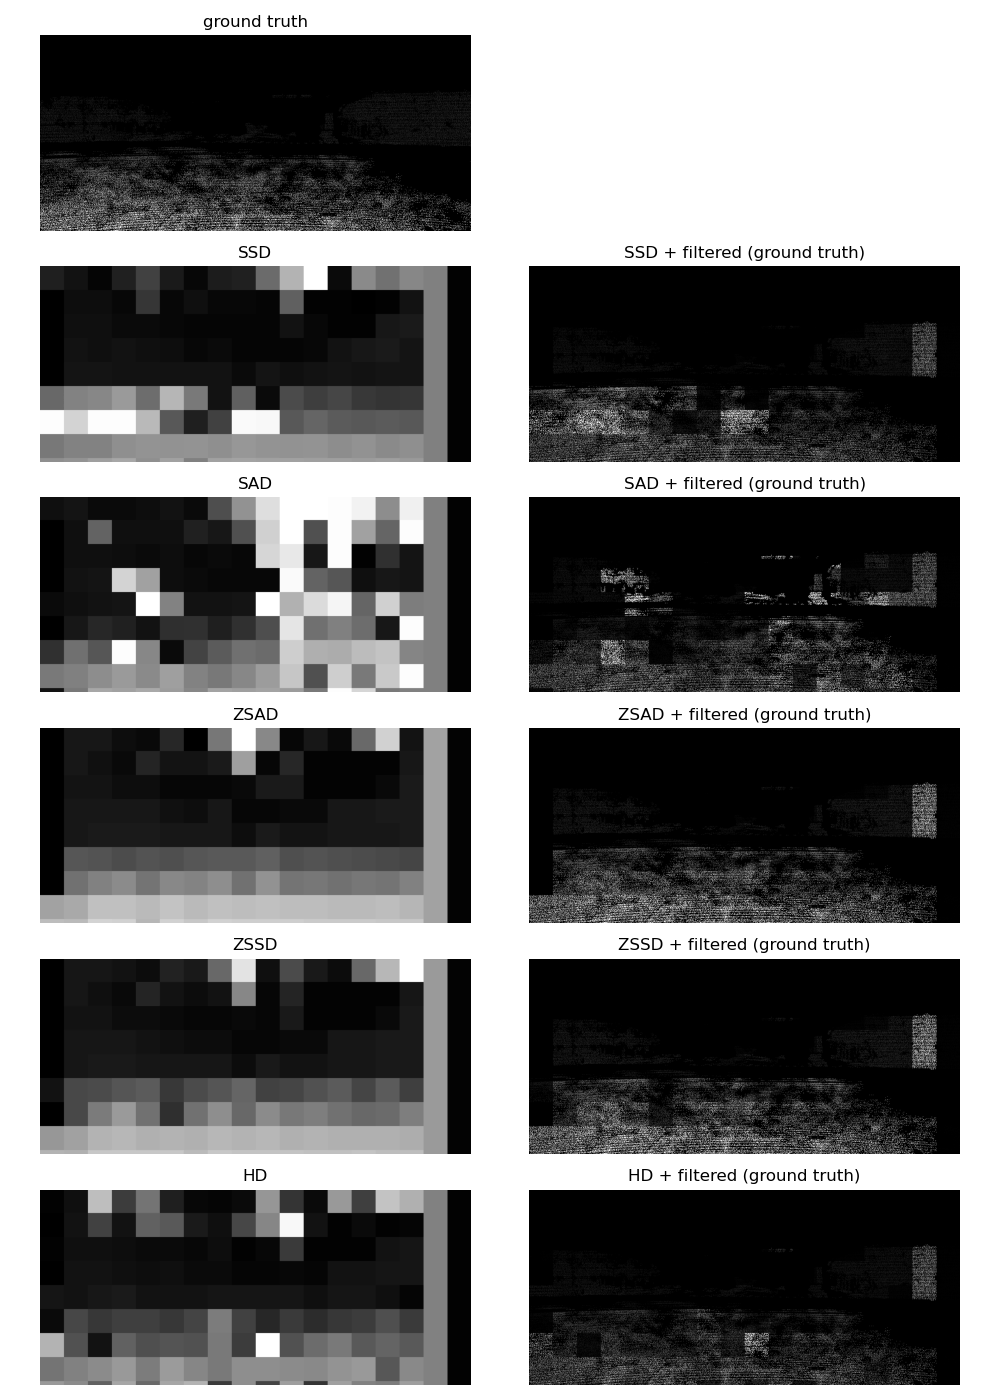 ground truth
SSD
SSD + filtered (ground truth)
SAD
SAD + filtered (ground truth)
ZSAD
ZSAD + filtered (ground truth)
ZSSD
ZSSD + filtered (ground truth)
HD
HD + filtered (ground truth)